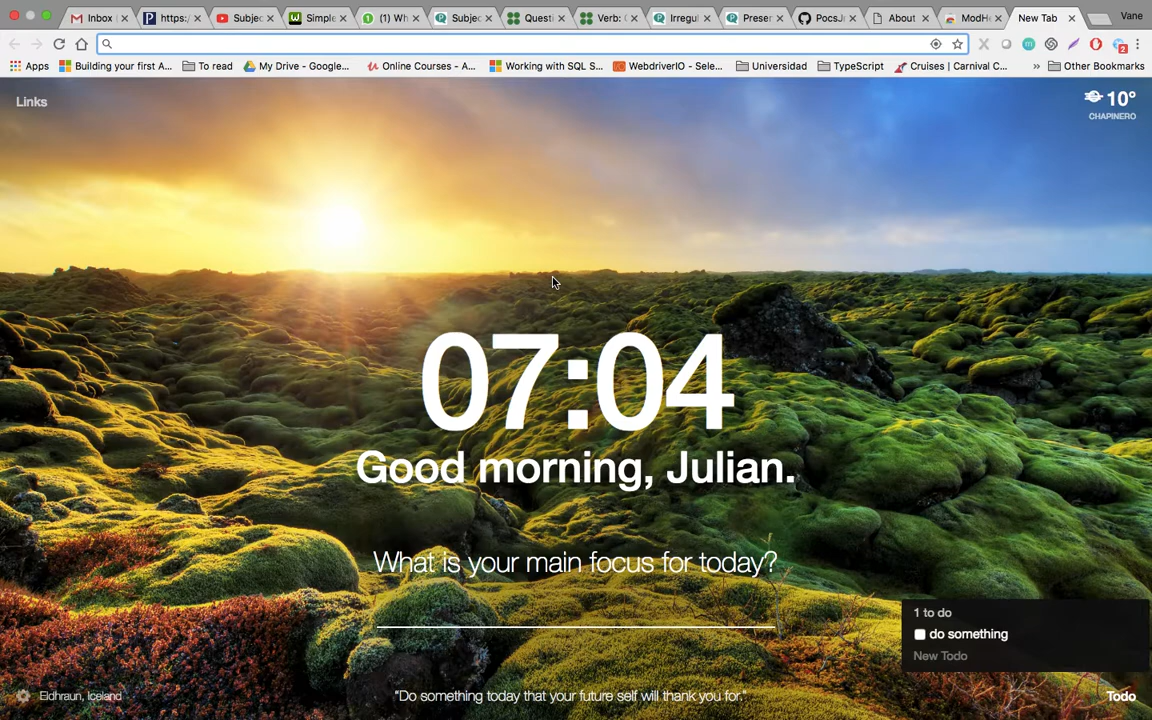 Inbox
https:
Subjec
Simple
(1) Wh
Subjec
Questi
Verb:
Irregul
Presen
PocsJ
About
ModHe
New Tab
Vane
Apps
Building your first A...
To read
My Drive - Google...
Online Courses - A...
Working with SQL S...
WebdriverIO - Sele...
Universidad
TypeScript
Cruises | Carnival C...
»
Other Bookmarks
Links
10°
CHAPINERO
07:04
Good morning, Julian.
What is your main focus for today?
1 to do
do something
New Todo
Eldhraun, Iceland
"Do something today that your future self will thank you for."
Todo